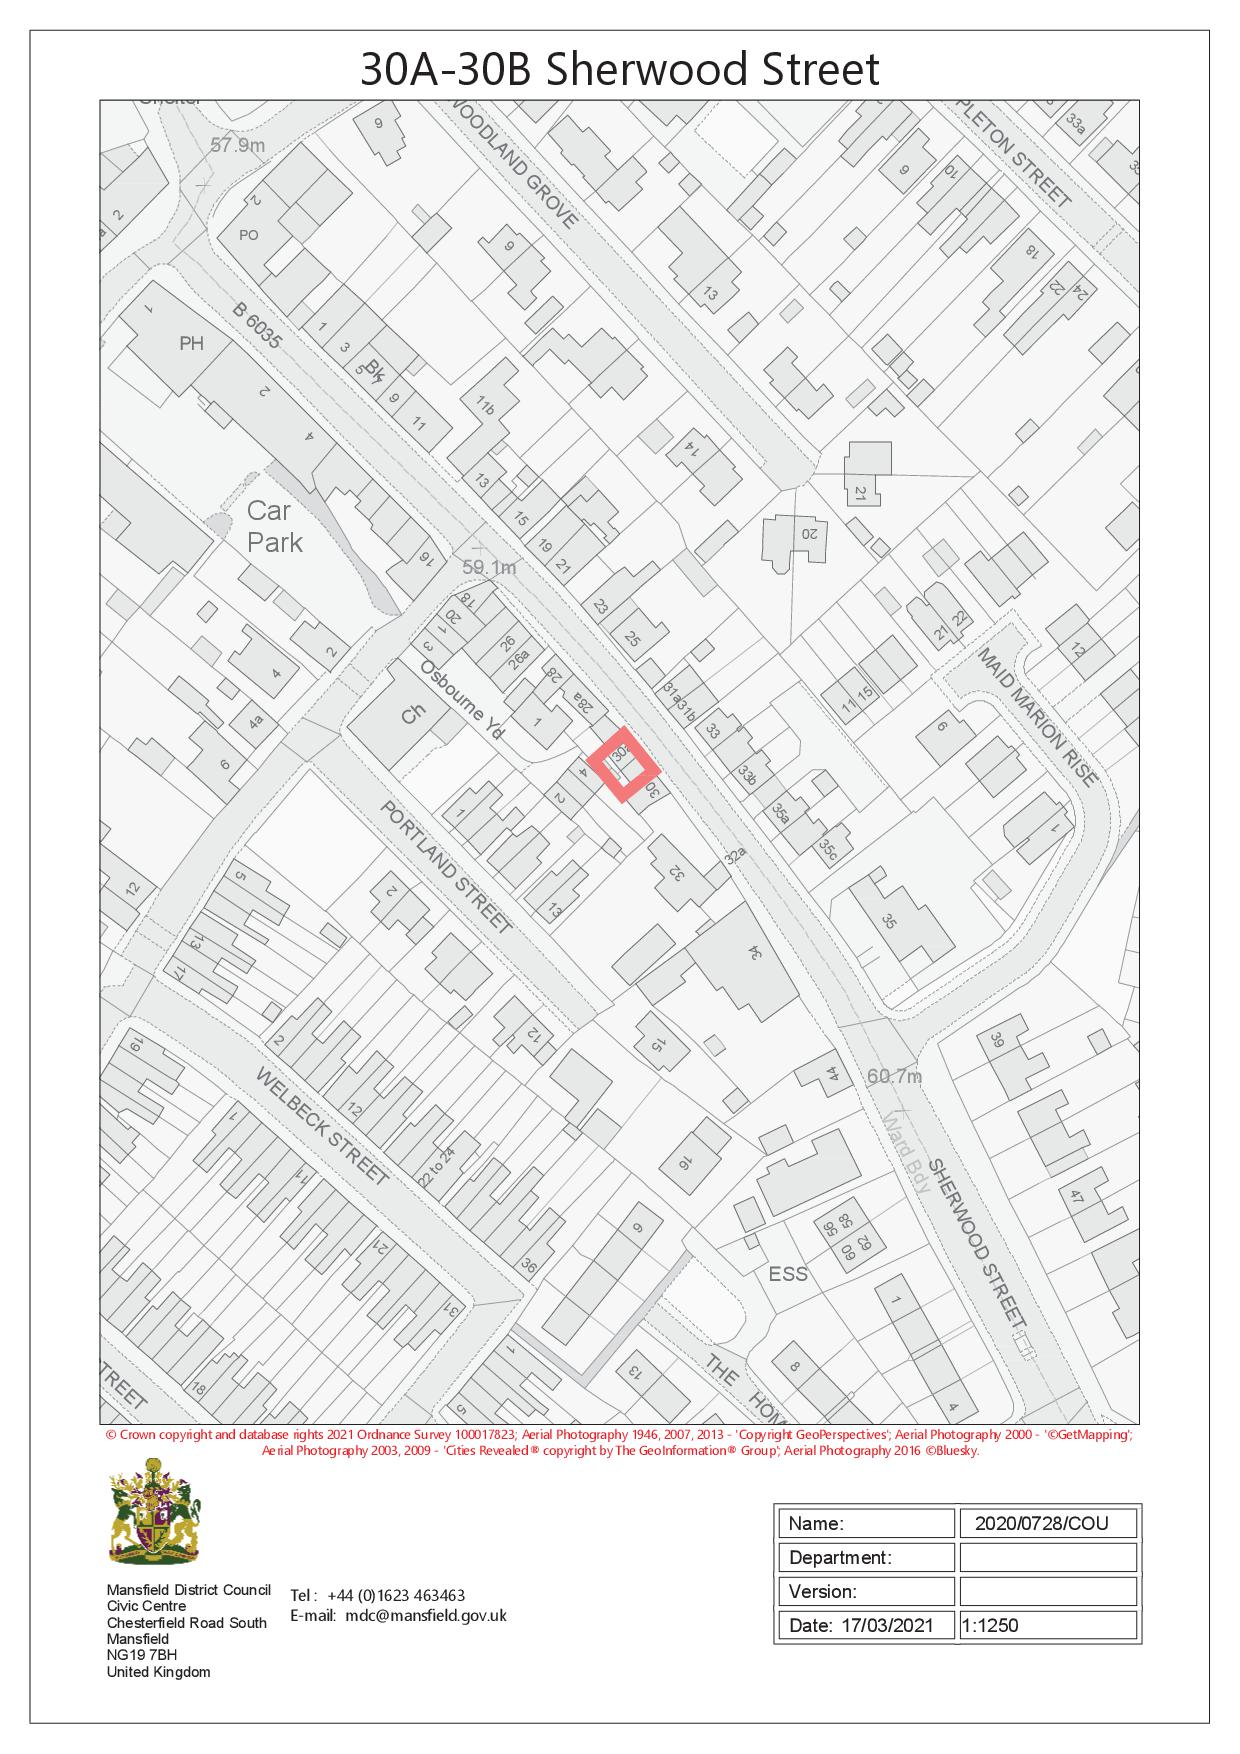 30A-30B Sherwood Street
Shelter
57.9m
9
WOODLAND GROVE
PLETON STREET
33a
2
2
PO
9
9
10
18
22
24
13
1
PH
B 6035
1
3
5
7
Bk
9
11
11b
2
4
14
21
20
13
15
19
21
Car
Park
16
59.1m
23
25
21
22
12
MAID MARION RISE
18
20
1
3
26
26a
28
28a
Osbourne Yd
1
Ch
2
4
4a
6
31a
31b
33
33b
35a
35c
11
15
6
1
30a
30
4
2
1
PORTLAND STREET
32
32a
13
34
35
5
12
13
17
2
12
15
19
2
12
22 to 24
WELBECK STREET
1
11
21
31
36
39
44
60.7m
Ward Bdy
SHERWOOD STREET
47
16
9
56
58
60
62
ESS
1
4
8
THE HOM
13
1
5
18
TREET
© Crown copyright and database rights 2021 Ordnance Survey 100017823; Aerial Photography 1946, 2007, 2013 - 'Copyright GeoPerspectives'; Aerial Photography 2000 - '©GetMapping';
Aerial Photography 2003, 2009 - 'Cities Revealed® copyright by The GeoInformation® Group'; Aerial Photography 2016 ©Bluesky.
Mansfield District Council
Civic Centre
Chesterfield Road South
Mansfield
NG19 7BH
United Kingdom
Tel : +44 (0)1623 463463
E-mail: mdc@mansfield.gov.uk
Name: 2020/0728/COU
Department:
Version:
Date: 17/03/2021 1:1250